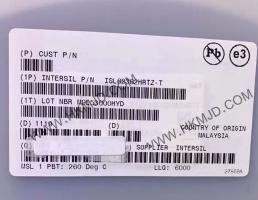 (P) CUST P/N
Pb e3
(1P) INTERSIL P/N
(1T) LOT NBR
(D)
(D)
COUNTRY OF ORIGIN
MALAYSIA
(Q)
SUPPLIER INTERSIL
MSL 1 PBT: 260 Deg C LLQ: 6000
WWW.HKMJD.COM